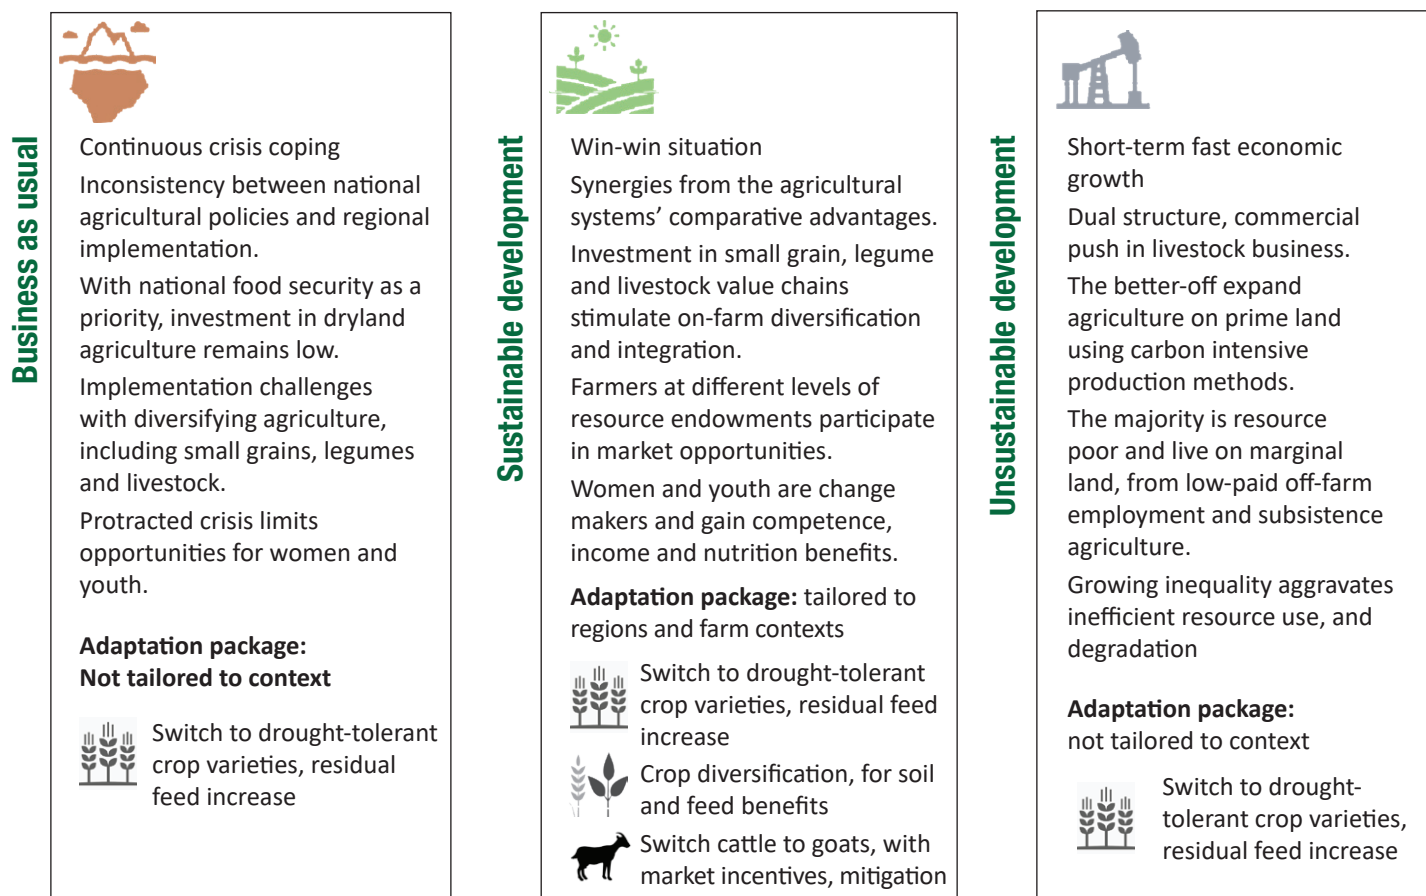 Business as usual
Continuous crisis coping
Inconsistency between national
agricultural policies and regional
implementation.
With national food security as a
priority, investment in dryland
agriculture remains low.
Implementation challenges
with diversifying agriculture,
including small grains, legumes
and livestock.
Protracted crisis limits
opportunities for women and
youth.
Adaptation package:
Not tailored to context
Switch to drought-tolerant
crop varieties, residual
feed increase
Sustainable development
Win-win situation
Synergies from the agricultural
systems’ comparative advantages.
Investment in small grain, legume
and livestock value chains
stimulate on-farm diversification
and integration.
Farmers at different levels of
resource endowments participate
in market opportunities.
Women and youth are change
makers and gain competence,
income and nutrition benefits.
Adaptation package: tailored to
regions and farm contexts
Switch to drought-tolerant
crop varieties, residual feed
increase
Crop diversification, for soil
and feed benefits
Switch cattle to goats, with
market incentives, mitigation
Unsustainable development
Short-term fast economic
growth
Dual structure, commercial
push in livestock business.
The better-off expand
agriculture on prime land
using carbon intensive
production methods.
The majority is resource
poor and live on marginal
land, from low-paid off-farm
employment and subsistence
agriculture.
Growing inequality aggravates
inefficient resource use, and
degradation
Adaptation package:
not tailored to context
Switch to drought-
tolerant crop varieties,
residual feed increase